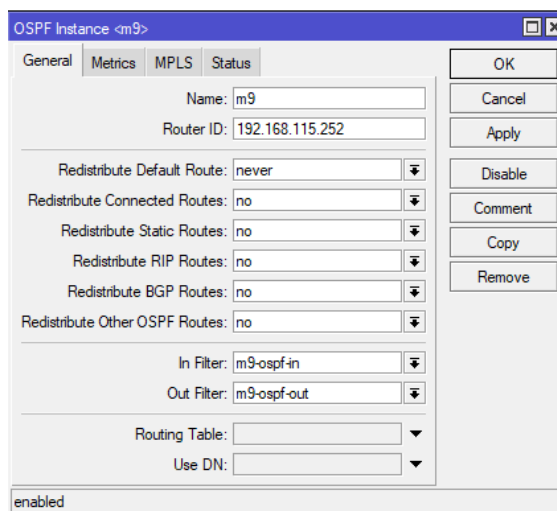 OSPF Instance <m9>
General Metrics MPLS Status
Name: m9
Router ID: 192.168.115.252
Redistribute Default Route: never
Redistribute Connected Routes: no
Redistribute Static Routes: no
Redistribute RIP Routes: no
Redistribute BGP Routes: no
Redistribute Other OSPF Routes: no
In Filter: m9-ospf-in
Out Filter: m9-ospf-out
Routing Table:
Use DN:
OK
Cancel
Apply
Disable
Comment
Copy
Remove
enabled